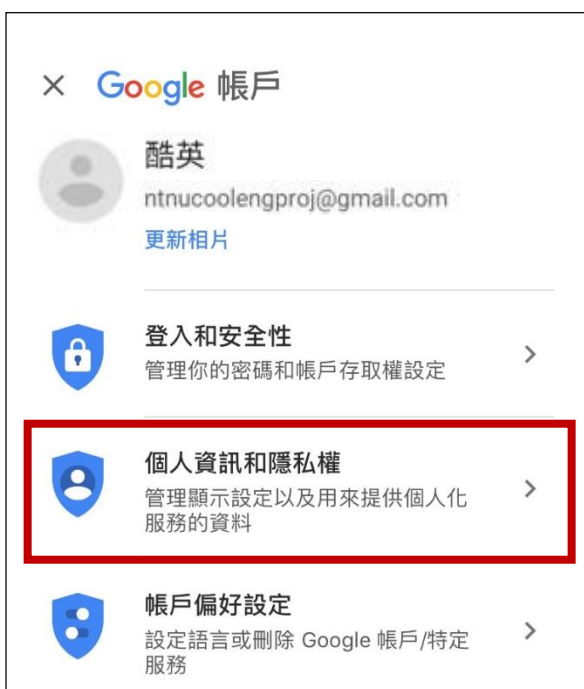 Google 帳戶
酷英
ntnucoolengproj@gmail.com
更新相片
登入和安全性
管理你的密碼和帳戶存取權設定
個人資訊和隱私權
管理顯示設定以及用來提供個人化
服務的資料
帳戶偏好設定
設定語言或刪除 Google 帳戶/特定
服務